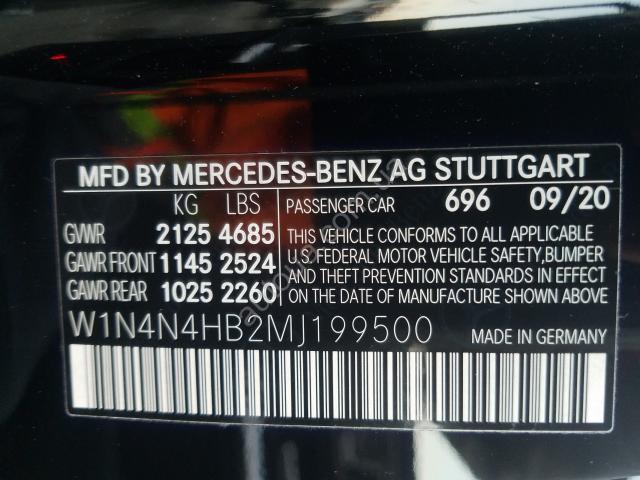 MFD BY MERCEDES-BENZ AG STUTTGART
KG LBS PASSENGER CAR 696 09/20
GVWR 2125 4685 THIS VEHICLE CONFORMS TO ALL APPLICABLE
GAWR FRONT 1145 2524 U.S. FEDERAL MOTOR VEHICLE SAFETY, BUMPER
AND THEFT PREVENTION STANDARDS IN EFFECT
GAWR REAR 1025 2260 ON THE DATE OF MANUFACTURE SHOWN ABOVE.
W1N4N4HB2MJ199500 MADE IN GERMANY